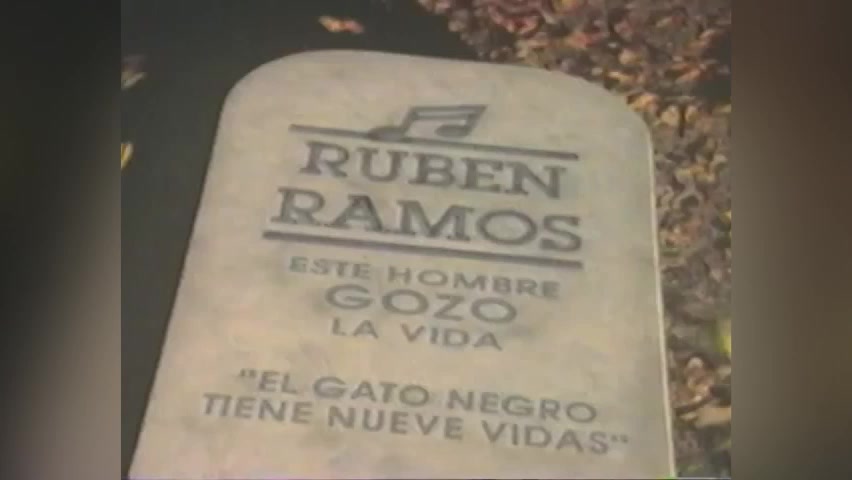 RUBEN
RAMOS
ESTE HOMBRE
GOZO
LA VIDA
"EL GATO NEGRO
TIENE NUEVE VIDAS"